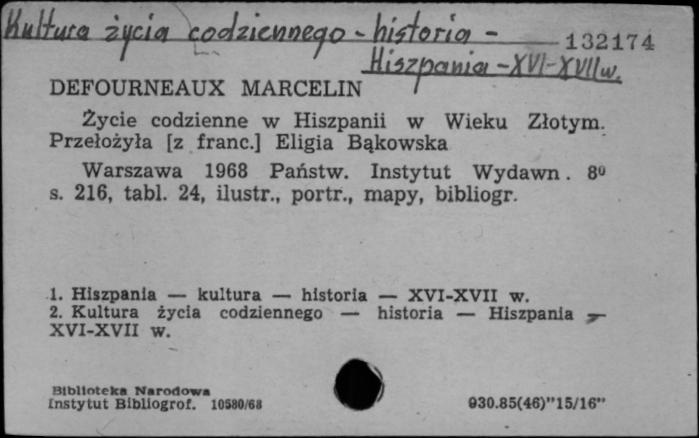 Kultura życia codziennego - historia -
132174
Hiszpania - XVI-XVII w.
DEFOURNEAUX MARCELIN
Życie codzienne w Hiszpanii w Wieku Złotym.
Przełożyła [z franc.] Eligia Bąkowska
Warszawa 1968 Państw. Instytut Wydawn. 8º
s. 216, tabl. 24, ilustr., portr., mapy, bibliogr.
1. Hiszpania — kultura — historia — XVI-XVII w.
2. Kultura życia codziennego — historia — Hiszpania —
XVI-XVII w.
Biblioteka Narodowa
Instytut Bibliogrof. 10580/68
930.85(46)"15/16"